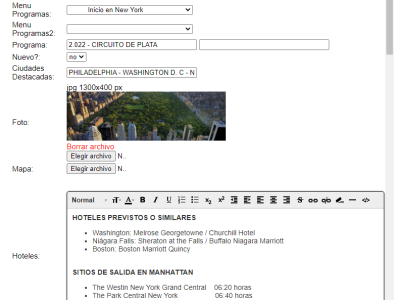 Menu Programas: Inicio en New York
Menu Programas2:
Programa: 2.022 - CIRCUITO DE PLATA
Nuevo?: no
Ciudades Destacadas: PHILADELPHIA - WASHINGTON D. C - N
jpg 1300x400 px
Foto:
Borrar archivo
Elegir archivo N..
Mapa: Elegir archivo N..
Normal
HOTELES PREVISTOS O SIMILARES
Washington: Melrose Georgetowne / Churchill Hotel
Niágara Falls: Sheraton at the Falls / Buffalo Niagara Marriott
Boston: Boston Marriott Quincy
Hoteles:
SITIOS DE SALIDA EN MANHATTAN
The Westin New York Grand Central 06:20 horas
The Park Central New York 06:40 horas